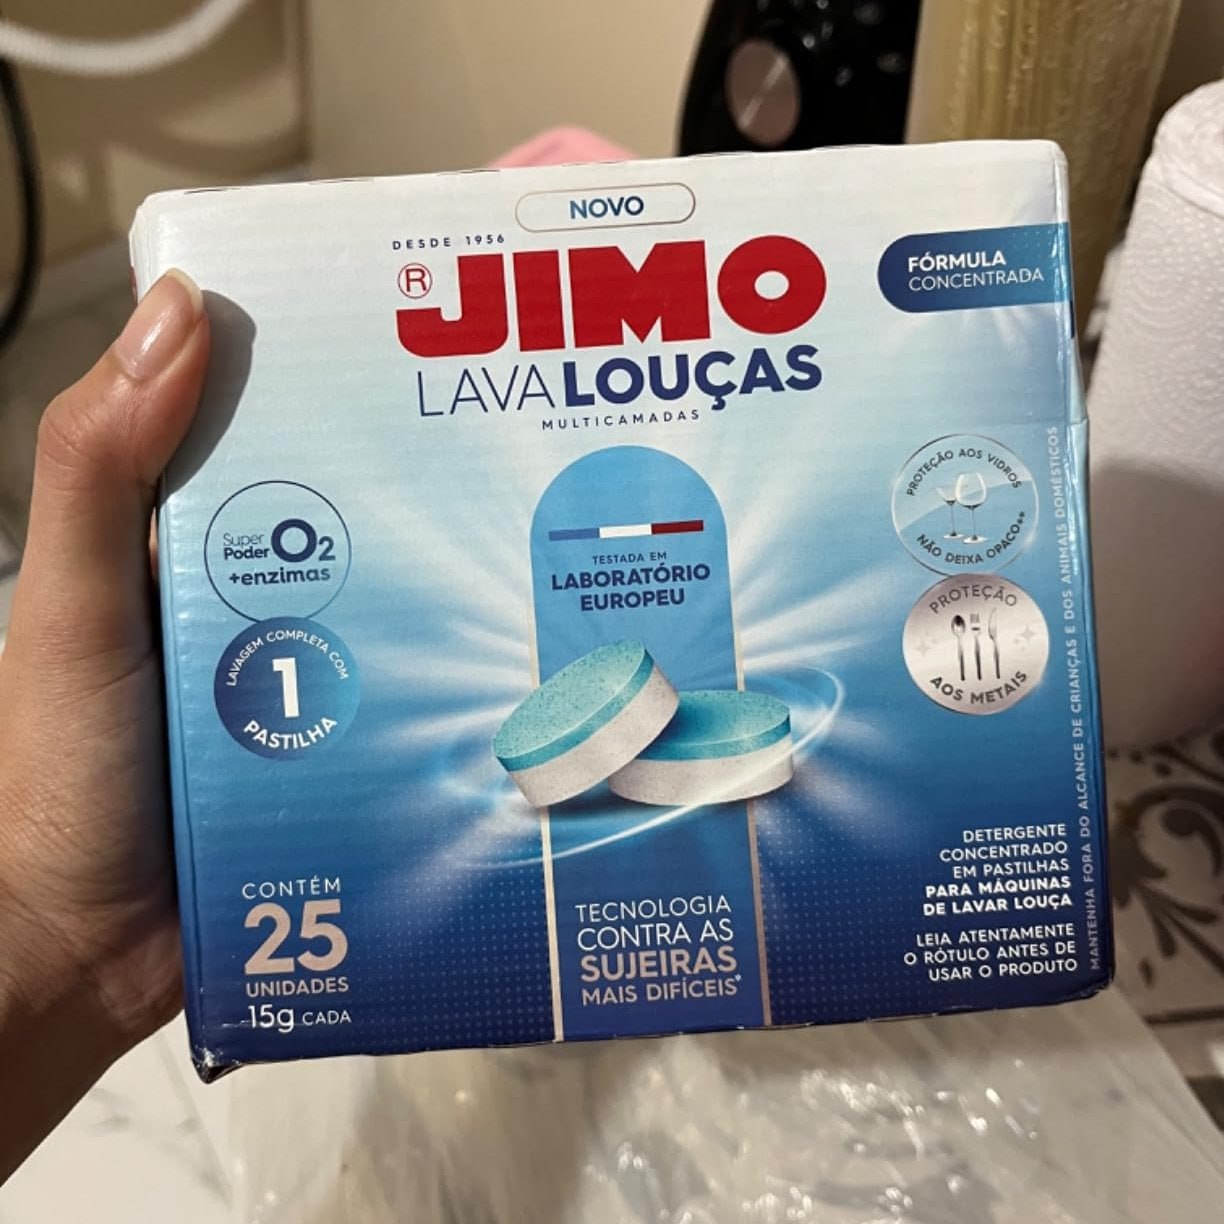 NOVO
DESDE 1956
® JIMO
LAVA LOUÇAS
MULTICAMADAS
FÓRMULA
CONCENTRADA
Super
Poder O2
+enzimas
LAVAGEM COMPLETA COM
1
PASTILHA
TESTADA EM
LABORATÓRIO
EUROPEU
PROTEÇÃO AOS VIDROS
NÃO DEIXA OPACO**
PROTEÇÃO
AOS METAIS
CONTÉM
25
UNIDADES
15g CADA
TECNOLOGIA
CONTRA AS
SUJEIRAS
MAIS DIFÍCEIS*
DETERGENTE
CONCENTRADO
EM PASTILHAS
PARA MÁQUINAS
DE LAVAR LOUÇA
LEIA ATENTAMENTE
O RÓTULO ANTES DE
USAR O PRODUTO
MANTENHA FORA DO ALCANCE DE CRIANÇAS E DOS ANIMAIS DOMÉSTICOS